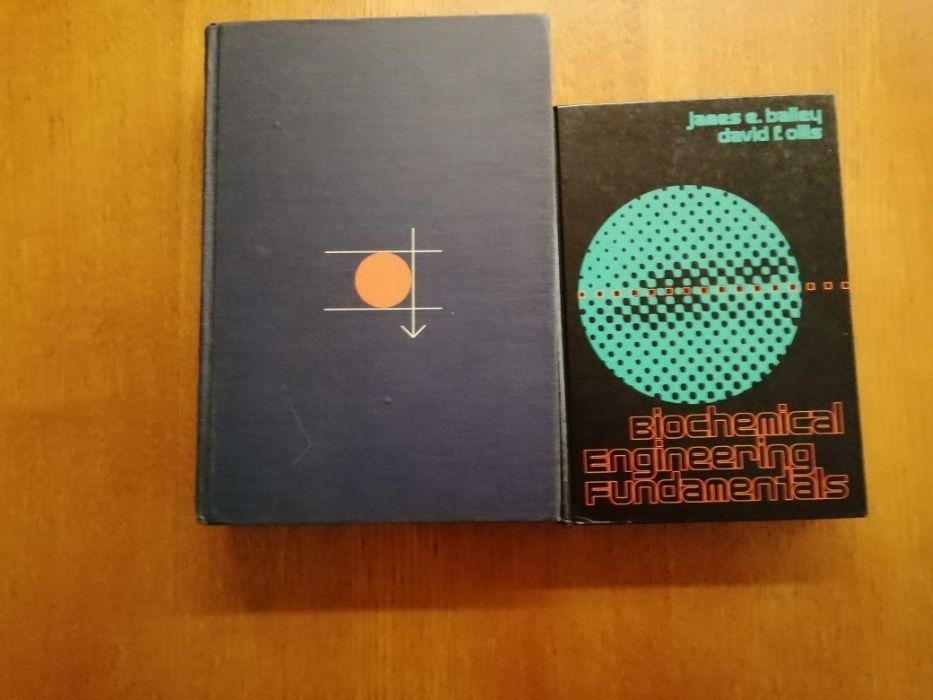 james e. bailey
david f. ollis
Biochemical
Engineering
Fundamentals